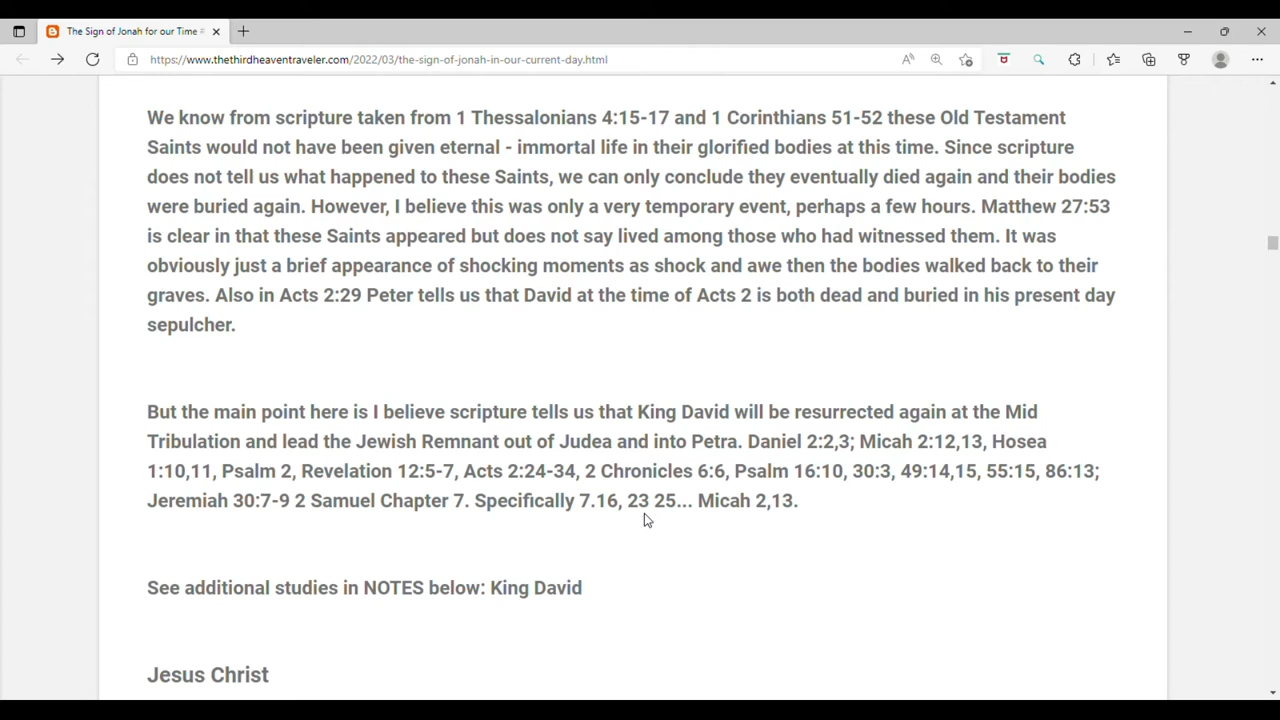 The Sign of Jonah for our Time a
https://www.thethirdheaventraveler.com/2022/03/the-sign-of-jonah-in-our-current-day.html
We know from scripture taken from 1 Thessalonians 4:15-17 and 1 Corinthians 51-52 these Old Testament
Saints would not have been given eternal - immortal life in their glorified bodies at this time. Since scripture
does not tell us what happened to these Saints, we can only conclude they eventually died again and their bodies
were buried again. However, I believe this was only a very temporary event, perhaps a few hours. Matthew 27:53
is clear in that these Saints appeared but does not say lived among those who had witnessed them. It was
obviously just a brief appearance of shocking moments as shock and awe then the bodies walked back to their
graves. Also in Acts 2:29 Peter tells us that David at the time of Acts 2 is both dead and buried in his present day
sepulcher.
But the main point here is I believe scripture tells us that King David will be resurrected again at the Mid
Tribulation and lead the Jewish Remnant out of Judea and into Petra. Daniel 2:2,3; Micah 2:12,13, Hosea
1:10,11, Psalm 2, Revelation 12:5-7, Acts 2:24-34, 2 Chronicles 6:6, Psalm 16:10, 30:3, 49:14,15, 55:15, 86:13;
Jeremiah 30:7-9 2 Samuel Chapter 7. Specifically 7.16, 23 25... Micah 2,13.
See additional studies in NOTES below: King David
Jesus Christ